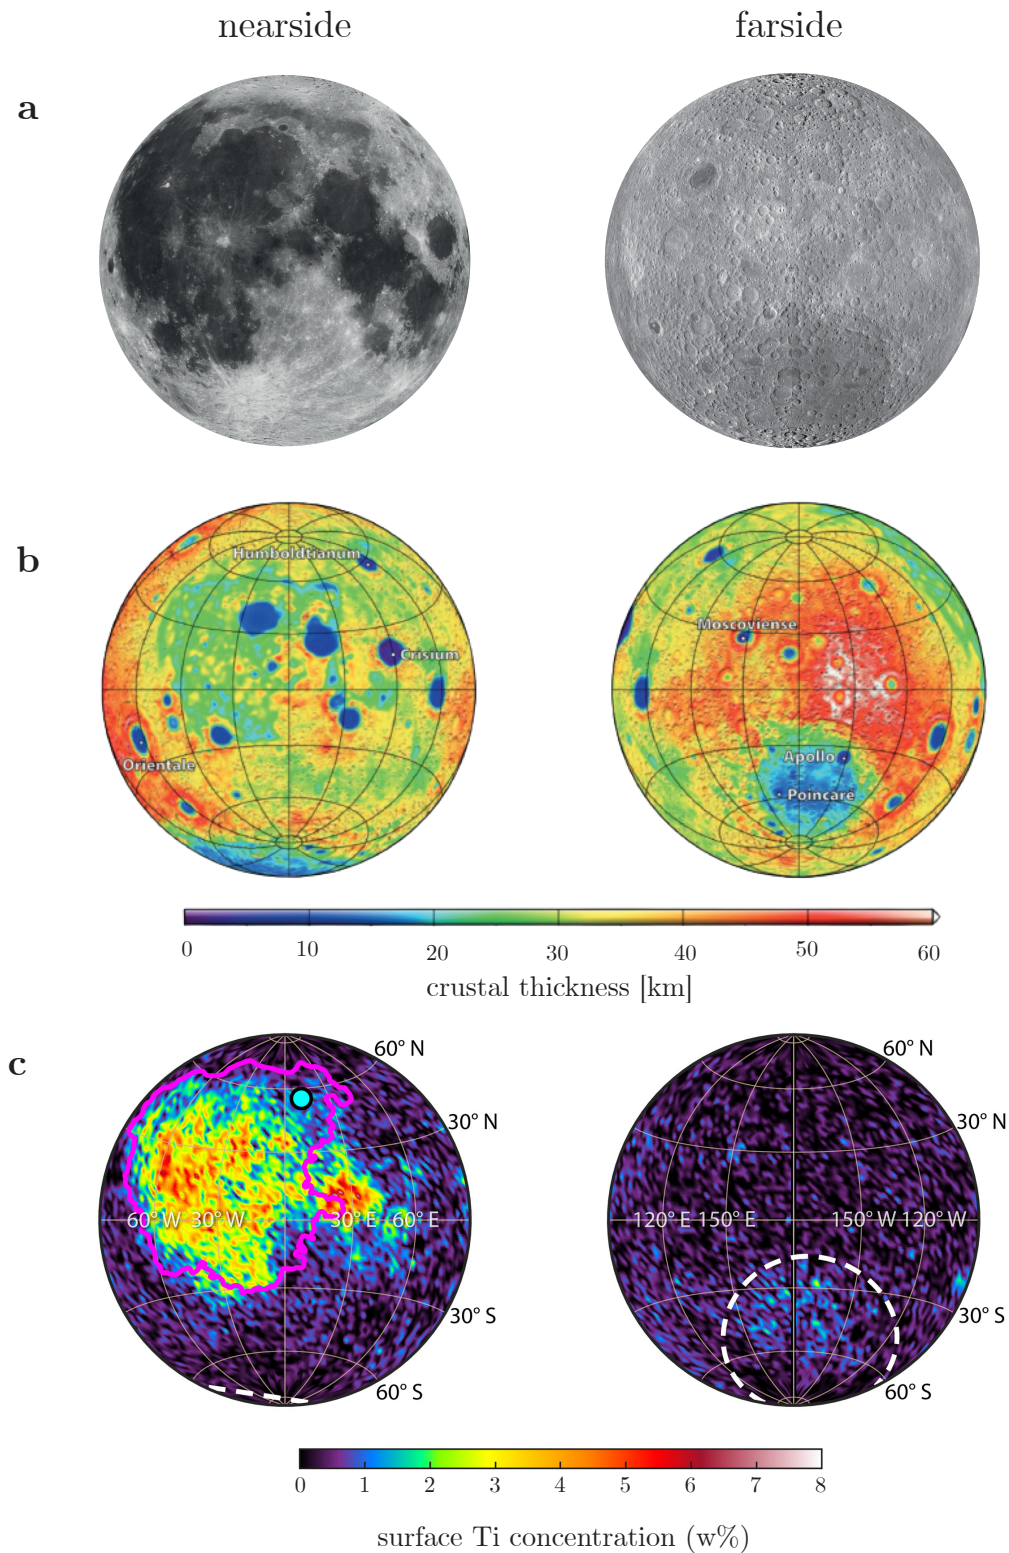 nearside farside
a
b
Humboldtianum
Crisium
Orientale
Moscoviense
Apollo
Poincaré
0 10 20 30 40 50 60
crustal thickness [km]
c
60° N
30° N
60° W 30° W 30° E 60° E
30° S
60° S
60° N
30° N
120° E 150° E 150° W 120° W
30° S
60° S
0 1 2 3 4 5 6 7 8
surface Ti concentration (w%)